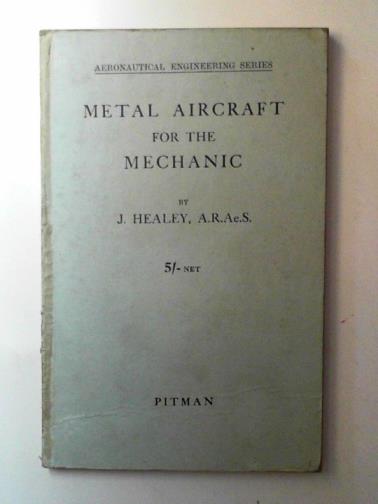 AERONAUTICAL ENGINEERING SERIES
METAL AIRCRAFT
FOR THE
MECHANIC
BY
J. HEALEY, A.R.Ae.S.
5/- NET
PITMAN